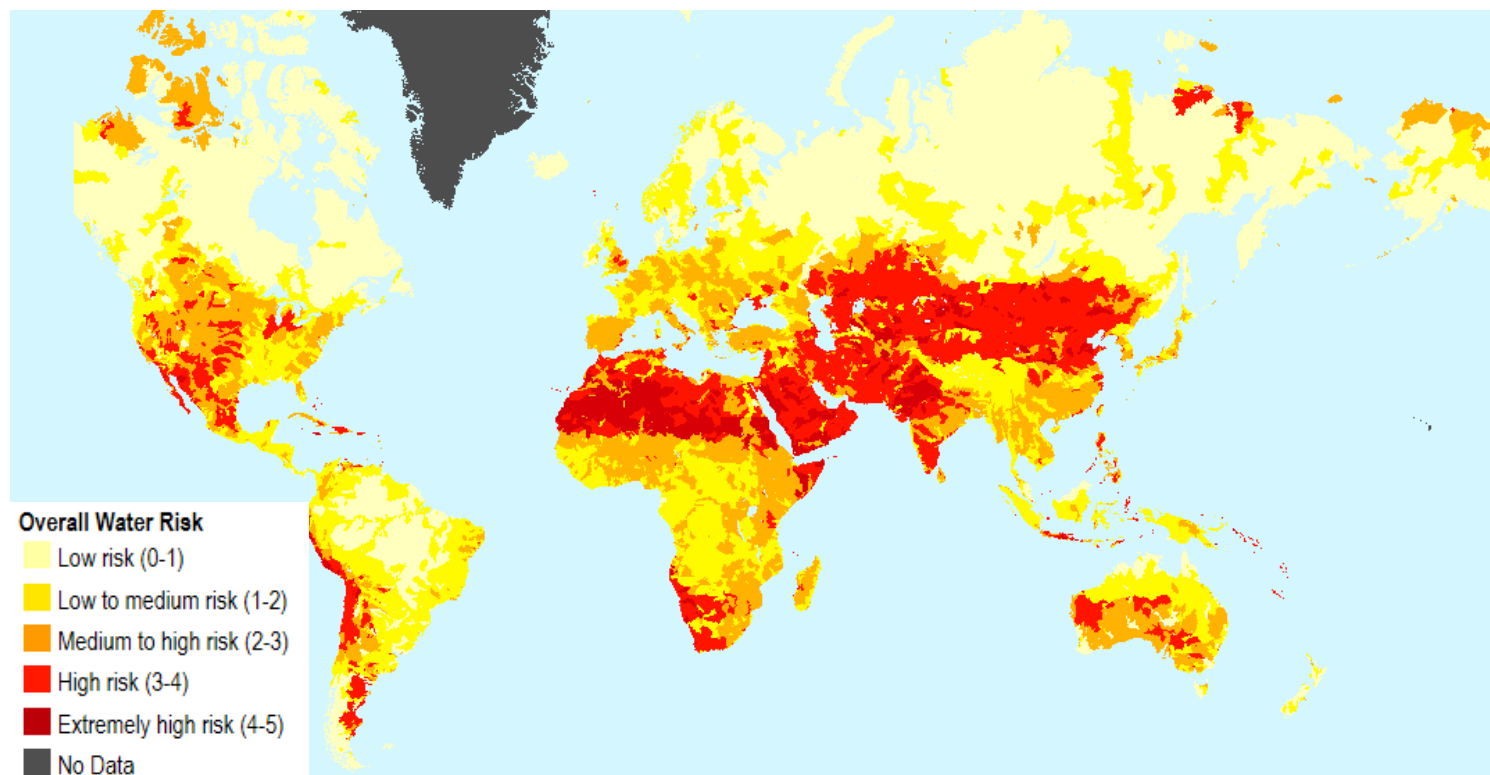 Overall Water Risk
Low risk (0-1)
Low to medium risk (1-2)
Medium to high risk (2-3)
High risk (3-4)
Extremely high risk (4-5)
No Data